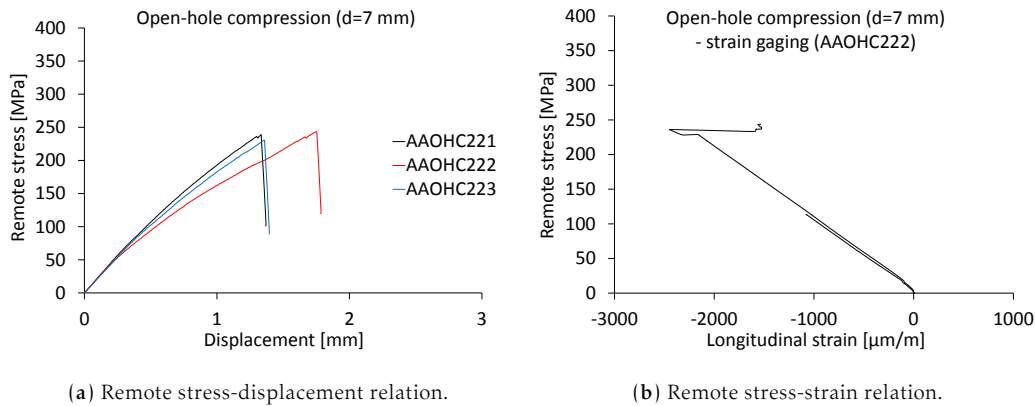 Open-hole compression (d=7 mm)
400
350
300
250
200
150
100
50
0
Remote stress [MPa]
0 1 2 3
Displacement [mm]
AAOHC221
AAOHC222
AAOHC223
(a) Remote stress-displacement relation.
Open-hole compression (d=7 mm)
- strain gaging (AAOHC222)
400
350
300
250
200
150
100
50
0
Remote stress [MPa]
-3000 -2000 -1000 0 1000
Longitudinal strain [µm/m]
(b) Remote stress-strain relation.